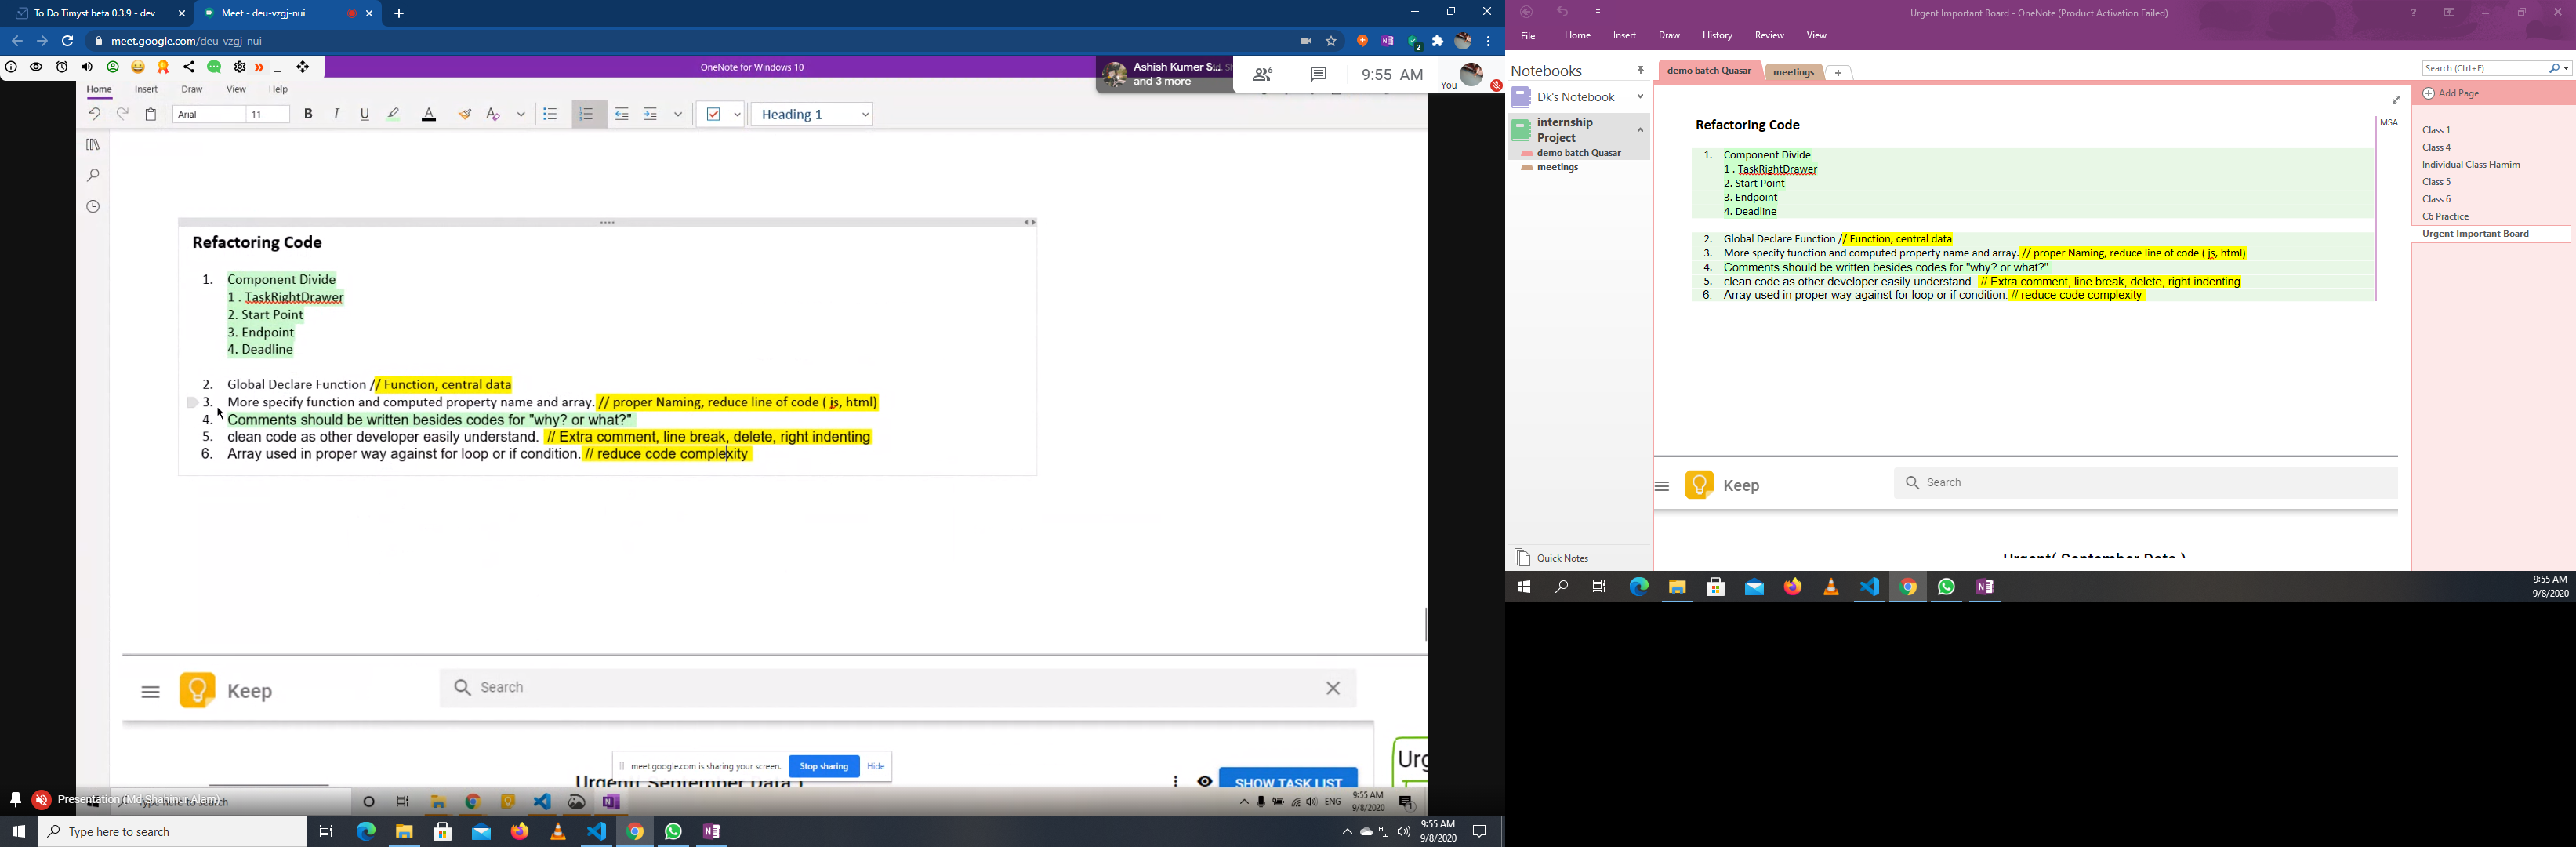 To Do Timyst beta 0.3.9 - dev
Meet - deu-vzgj-nui
meet.google.com/deu-vzgj-nui
2
OneNote for Windows 10
Ashish Kumar S...
and 3 more
6
9:55 AM
You
Home Insert Draw View Help
Arial 11 B I U A Heading 1
Refactoring Code
1. Component Divide
1 . TaskRightDrawer
2. Start Point
3. Endpoint
4. Deadline
2. Global Declare Function // Function, central data
3. More specify function and computed property name and array. // proper Naming, reduce line of code ( js, html)
4. Comments should be written besides codes for "why? or what?"
5. clean code as other developer easily understand. // Extra comment, line break, delete, right indenting
6. Array used in proper way against for loop or if condition. // reduce code complexity
Keep
Search
meet.google.com is sharing your screen. Stop sharing Hide
Urgent( September Data )
SHOW TASK LIST
Urg
Presentation (Md Shahinur Alam)
Type here to search
ENG
9:55 AM
9/8/2020
1
Type here to search
9:55 AM
9/8/2020
Urgent Important Board - OneNote (Product Activation Failed)
File Home Insert Draw History Review View
Notebooks
Dk's Notebook
internship
Project
demo batch Quasar
meetings
Quick Notes
demo batch Quasar
meetings
Search (Ctrl+E)
Add Page
Refactoring Code
MSA
1. Component Divide
1 . TaskRightDrawer
2. Start Point
3. Endpoint
4. Deadline
2. Global Declare Function // Function, central data
3. More specify function and computed property name and array. // proper Naming, reduce line of code ( js, html)
4. Comments should be written besides codes for "why? or what?"
5. clean code as other developer easily understand. // Extra comment, line break, delete, right indenting
6. Array used in proper way against for loop or if condition. // reduce code complexity
Keep
Search
Urgent( September Data )
Class 1
Class 4
Individual Class Hamim
Class 5
Class 6
C6 Practice
Urgent Important Board
9:55 AM
9/8/2020